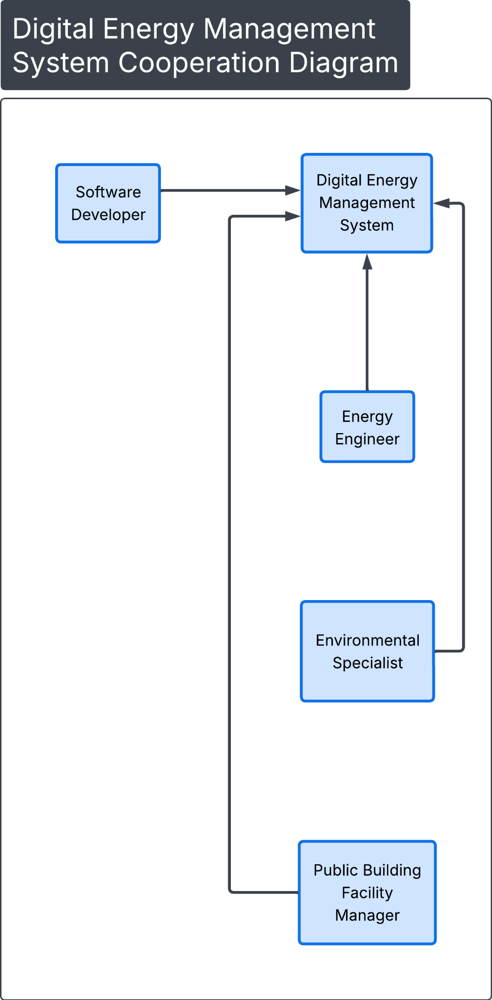 Digital Energy Management
System Cooperation Diagram
Software
Developer
Digital Energy
Management
System
Energy
Engineer
Environmental
Specialist
Public Building
Facility
Manager